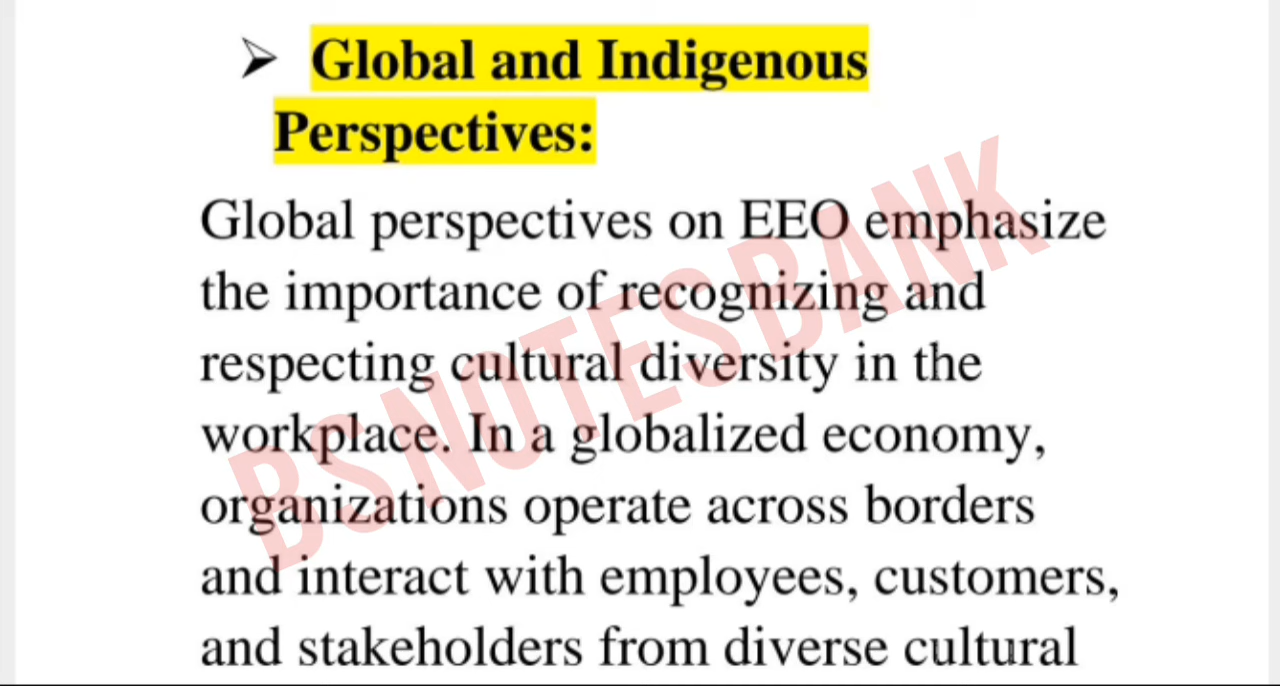 ➢ Global and Indigenous
Perspectives:
Global perspectives on EEO emphasize
the importance of recognizing and
respecting cultural diversity in the
workplace. In a globalized economy,
organizations operate across borders
and interact with employees, customers,
and stakeholders from diverse cultural
BSNOTESBANK